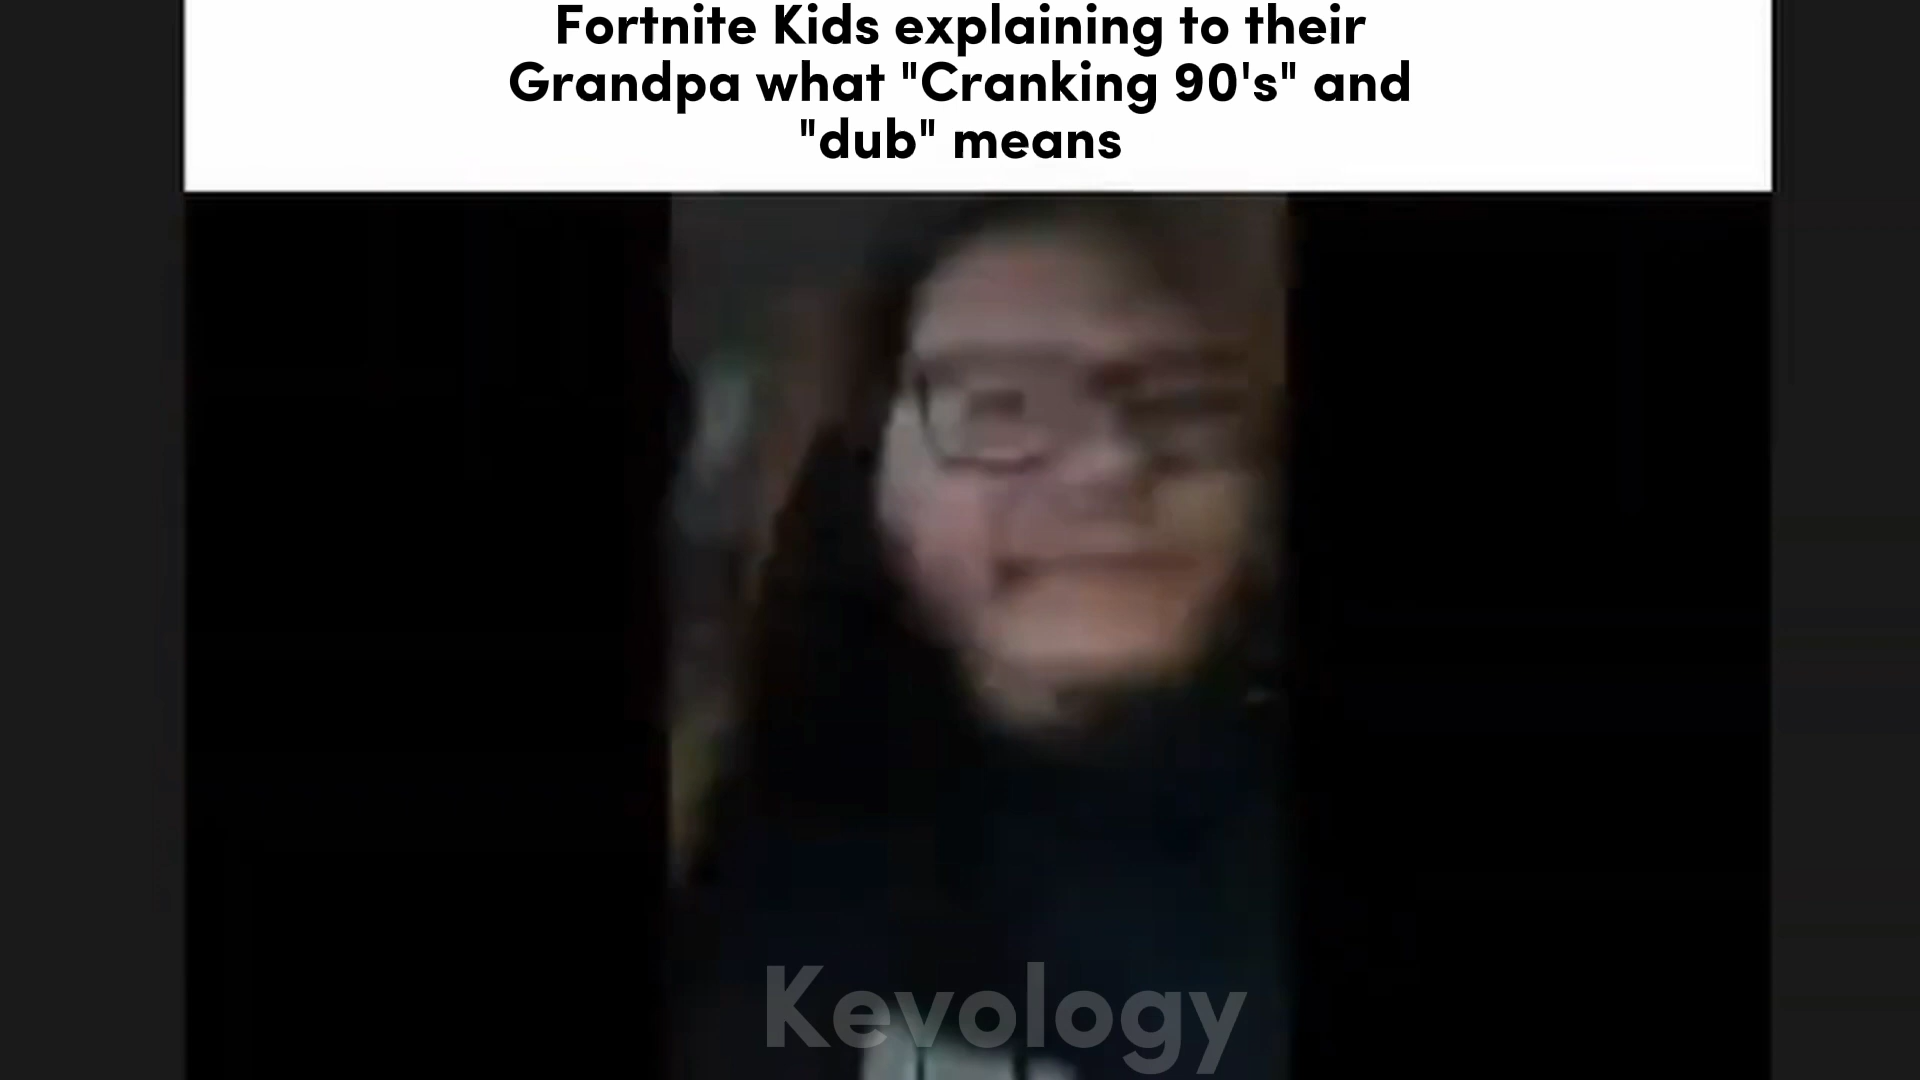 Fortnite Kids explaining to their
Grandpa what "Cranking 90's" and
"dub" means
Kevology